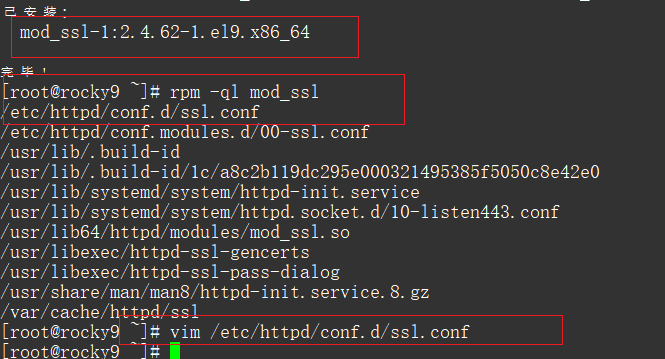 已安装:
mod_ssl-1:2.4.62-1.el9.x86_64
完毕!
[root@rocky9 ~]# rpm -ql mod_ssl
/etc/httpd/conf.d/ssl.conf
/etc/httpd/conf.modules.d/00-ssl.conf
/usr/lib/.build-id
/usr/lib/.build-id/1c/a8c2b119dc295e000321495385f5050c8e42e0
/usr/lib/systemd/system/httpd-init.service
/usr/lib/systemd/system/httpd.socket.d/10-listen443.conf
/usr/lib64/httpd/modules/mod_ssl.so
/usr/libexec/httpd-ssl-gencerts
/usr/libexec/httpd-ssl-pass-dialog
/usr/share/man/man8/httpd-init.service.8.gz
/var/cache/httpd/ssl
[root@rocky9 ~]# vim /etc/httpd/conf.d/ssl.conf
[root@rocky9 ~]#